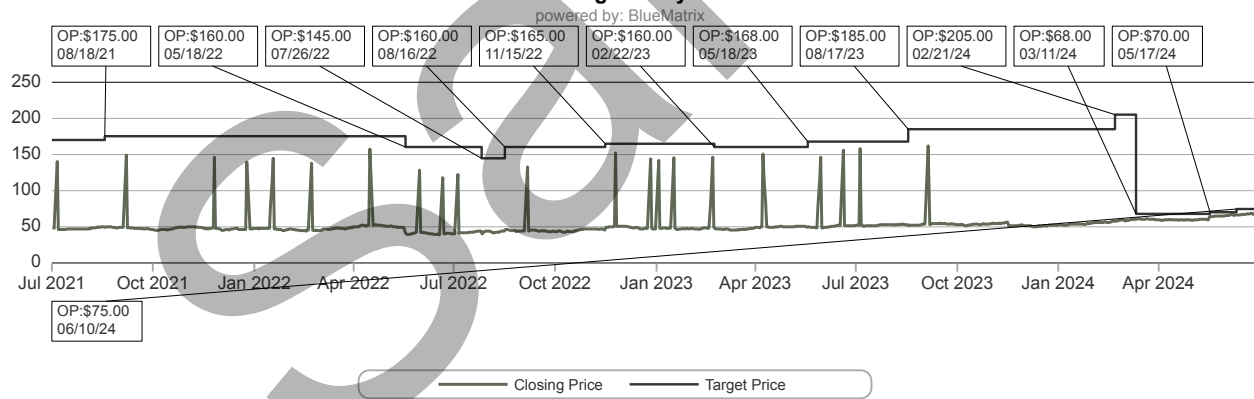 powered by: BlueMatrix
OP:$175.00
08/18/21
OP:$160.00
05/18/22
OP:$145.00
07/26/22
OP:$160.00
08/16/22
OP:$165.00
11/15/22
OP:$160.00
02/22/23
OP:$168.00
05/18/23
OP:$185.00
08/17/23
OP:$205.00
02/21/24
OP:$68.00
03/11/24
OP:$70.00
05/17/24
250
200
150
100
50
0
Jul 2021
Oct 2021
Jan 2022
Apr 2022
Jul 2022
Oct 2022
Jan 2023
Apr 2023
Jul 2023
Oct 2023
Jan 2024
Apr 2024
OP:$75.00
06/10/24
Closing Price
Target Price